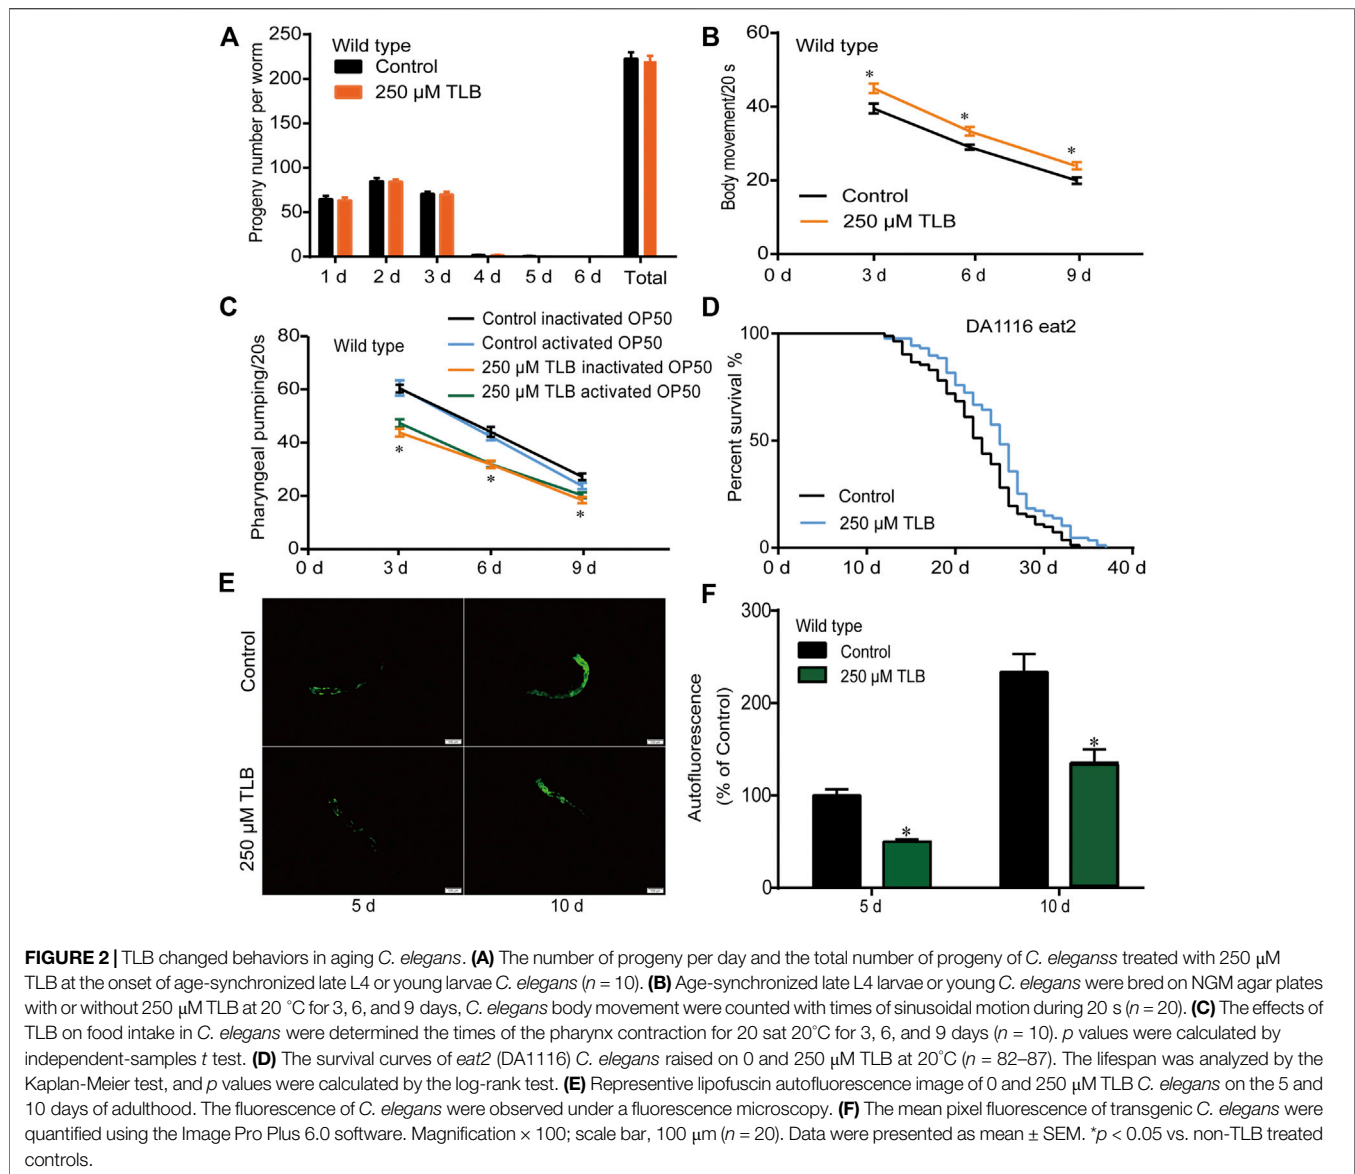 A
Wild type
Control
250 µM TLB
Progeny number per worm
250
200
150
100
50
0
1 d 2 d 3 d 4 d 5 d 6 d Total
B
Wild type
Body movement/20 s
60
40
20
0
* * *
Control
250 µM TLB
0 d 3 d 6 d 9 d
C
Wild type
Control inactivated OP50
Control activated OP50
250 µM TLB inactivated OP50
250 µM TLB activated OP50
Pharyngeal pumping/20s
80
60
40
20
0
* * *
0 d 3 d 6 d 9 d
D
DA1116 eat2
Percent survival %
100
50
0
Control
250 µM TLB
0 d 10 d 20 d 30 d 40 d
E
Control
250 µM TLB
5 d 10 d
F
Wild type
Control
250 µM TLB
Autofluorescence
(% of Control)
300
200
100
0
* *
5 d 10 d
FIGURE 2 | TLB changed behaviors in aging C. elegans. (A) The number of progeny per day and the total number of progeny of C. eleganss treated with 250 µM
TLB at the onset of age-synchronized late L4 or young larvae C. elegans (n = 10). (B) Age-synchronized late L4 larvae or young C. elegans were bred on NGM agar plates
with or without 250 µM TLB at 20 °C for 3, 6, and 9 days, C. elegans body movement were counted with times of sinusoidal motion during 20 s (n = 20). (C) The effects of
TLB on food intake in C. elegans were determined the times of the pharynx contraction for 20 sat 20°C for 3, 6, and 9 days (n = 10). p values were calculated by
independent-samples t test. (D) The survival curves of eat2 (DA1116) C. elegans raised on 0 and 250 µM TLB at 20°C (n = 82–87). The lifespan was analyzed by the
Kaplan-Meier test, and p values were calculated by the log-rank test. (E) Representive lipofuscin autofluorescence image of 0 and 250 µM TLB C. elegans on the 5 and
10 days of adulthood. The fluorescence of C. elegans were observed under a fluorescence microscopy. (F) The mean pixel fluorescence of transgenic C. elegans were
quantified using the Image Pro Plus 6.0 software. Magnification × 100; scale bar, 100 µm (n = 20). Data were presented as mean ± SEM. *p < 0.05 vs. non-TLB treated
controls.